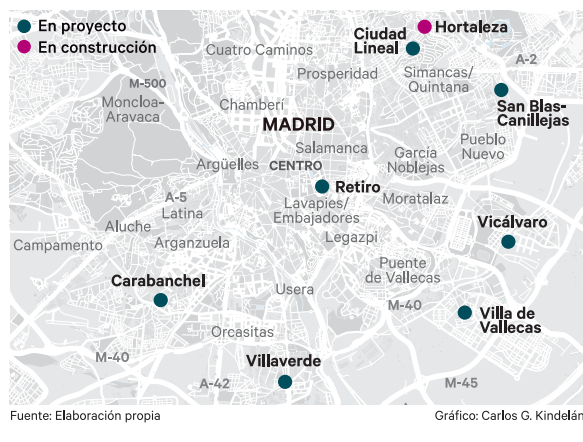 En proyecto
En construcción
Ciudad
Lineal
Hortaleza
Cuatro Caminos
A-2
Prosperidad
Simancas/
Quintana
M-500
Moncloa-
Aravaca
Chamberí
San Blas-
Canillejas
MADRID
Pueblo
Nuevo
Salamanca
García
Noblejas
Argüelles
CENTRO
Retiro
A-5
Latina
Lavapies/
Embajadores
Moratalaz
Aluche
Vicálvaro
Campamento
Arganzuela
Legazpi
Puente
de Vallecas
Carabanchel
Usera
M-40
Villa de
Vallecas
Orcasitas
M-40
Villaverde
A-42
M-45
Fuente: Elaboración propia
Gráfico: Carlos G. Kindelán